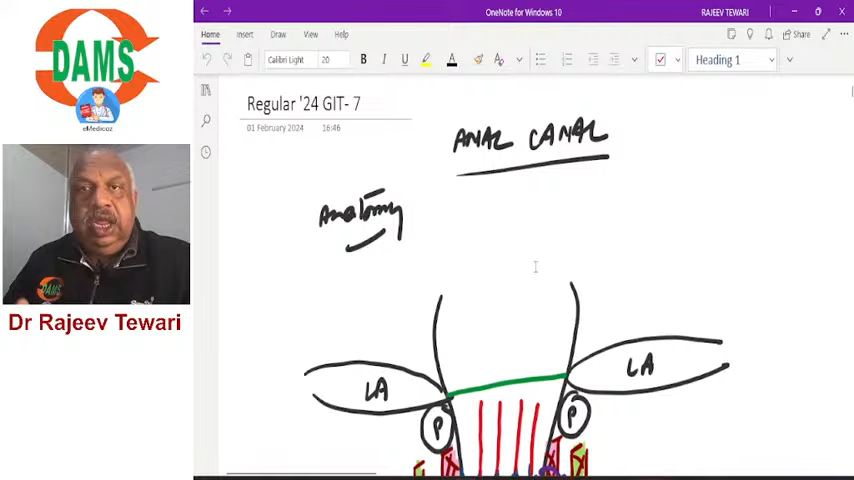 DAMS
eMedicoz
Dr Rajeev Tewari
OneNote for Windows 10
RAJEEV TEWARI
Home Insert Draw View Help
Share
Calibri Light 20 B I U A Heading 1
Regular '24 GIT- 7
01 February 2024 16:46
ANAL CANAL
Anatomy
LA LA
P P